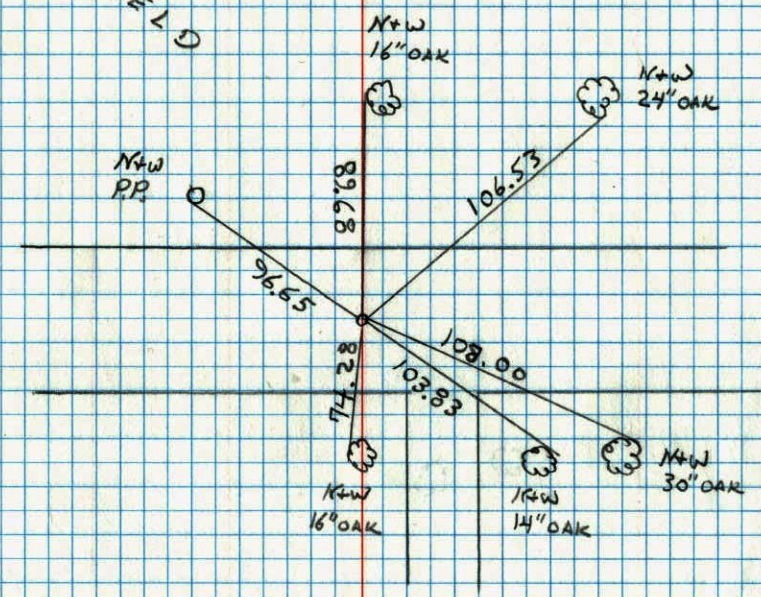 ELD
N+W
16" OAK
N+W
24" OAK
N+W
P.P.
89.68
106.53
96.65
108.00
103.83
74.28
N+W
16" OAK
N+W
14" OAK
N+W
30" OAK